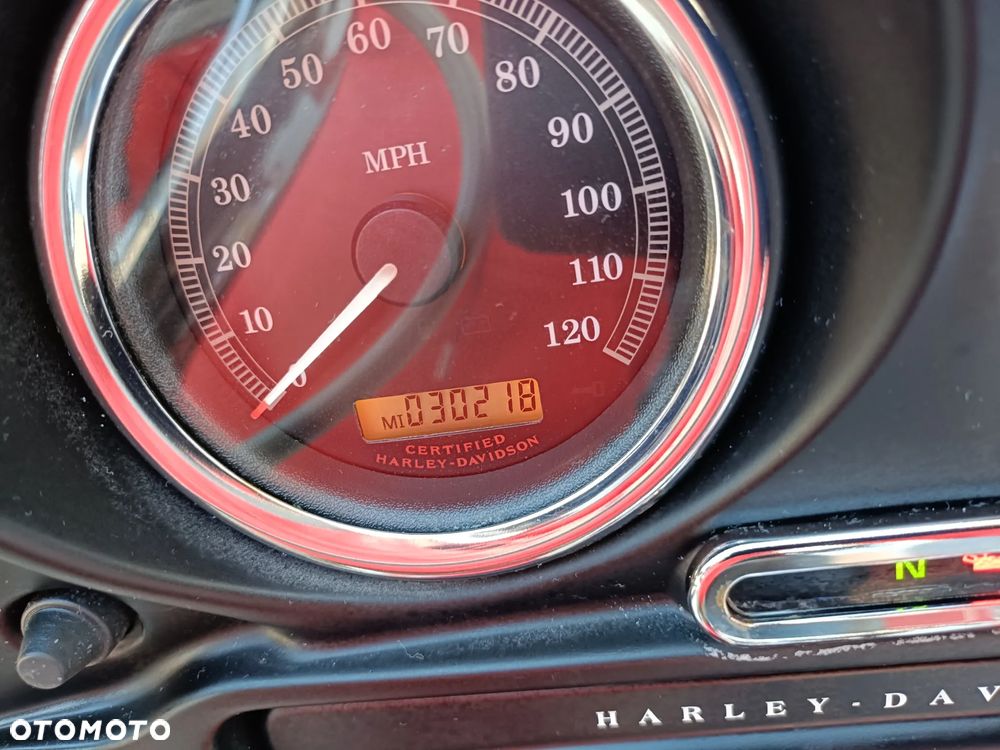 60 70
50 80
40 90
MPH
30 100
20 110
10 120
0
MI 030218
CERTIFIED
HARLEY-DAVIDSON
N
HARLEY-DAV
OTOMOTO